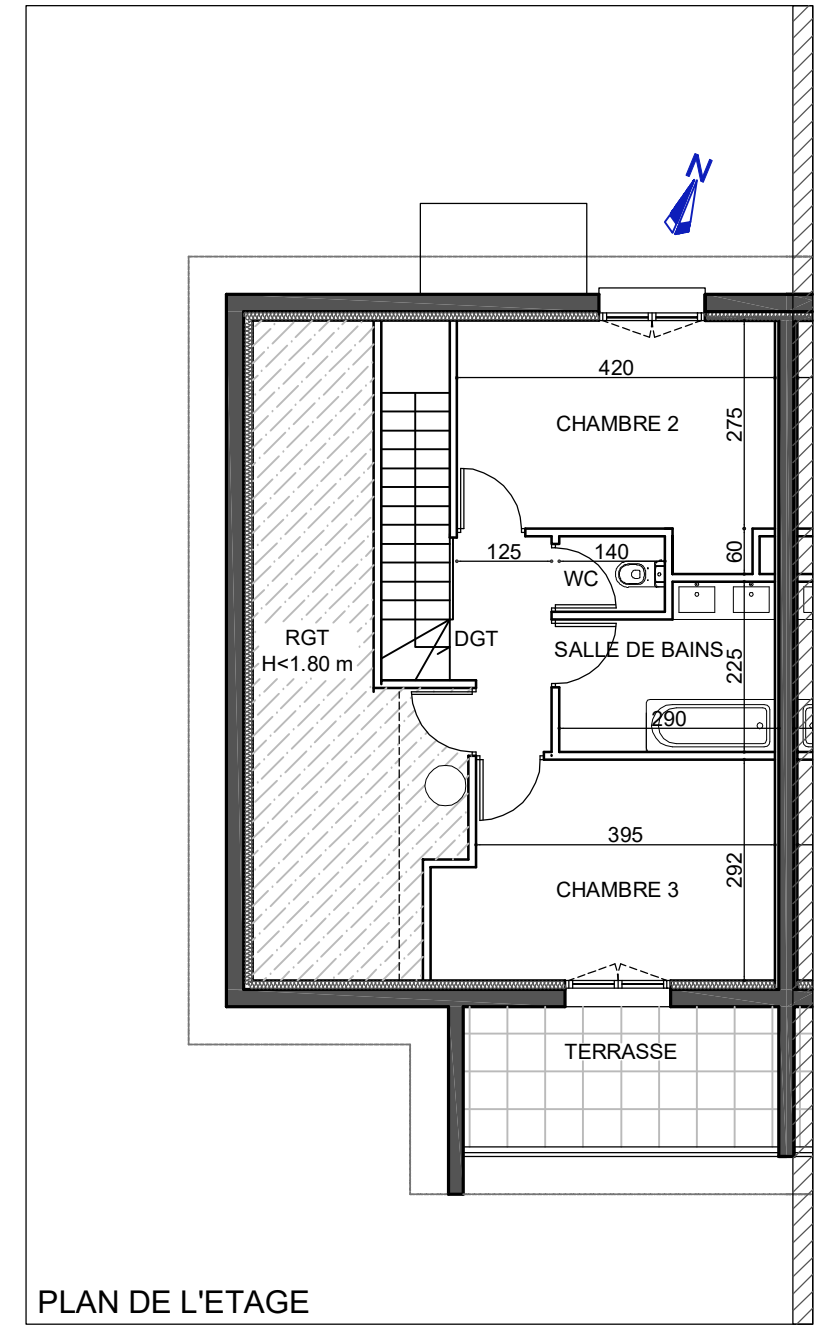 N
420
CHAMBRE 2
275
125
140
60
WC
RGT
H<1.80 m
DGT
SALLE DE BAINS
225
290
395
292
CHAMBRE 3
TERRASSE
PLAN DE L'ETAGE